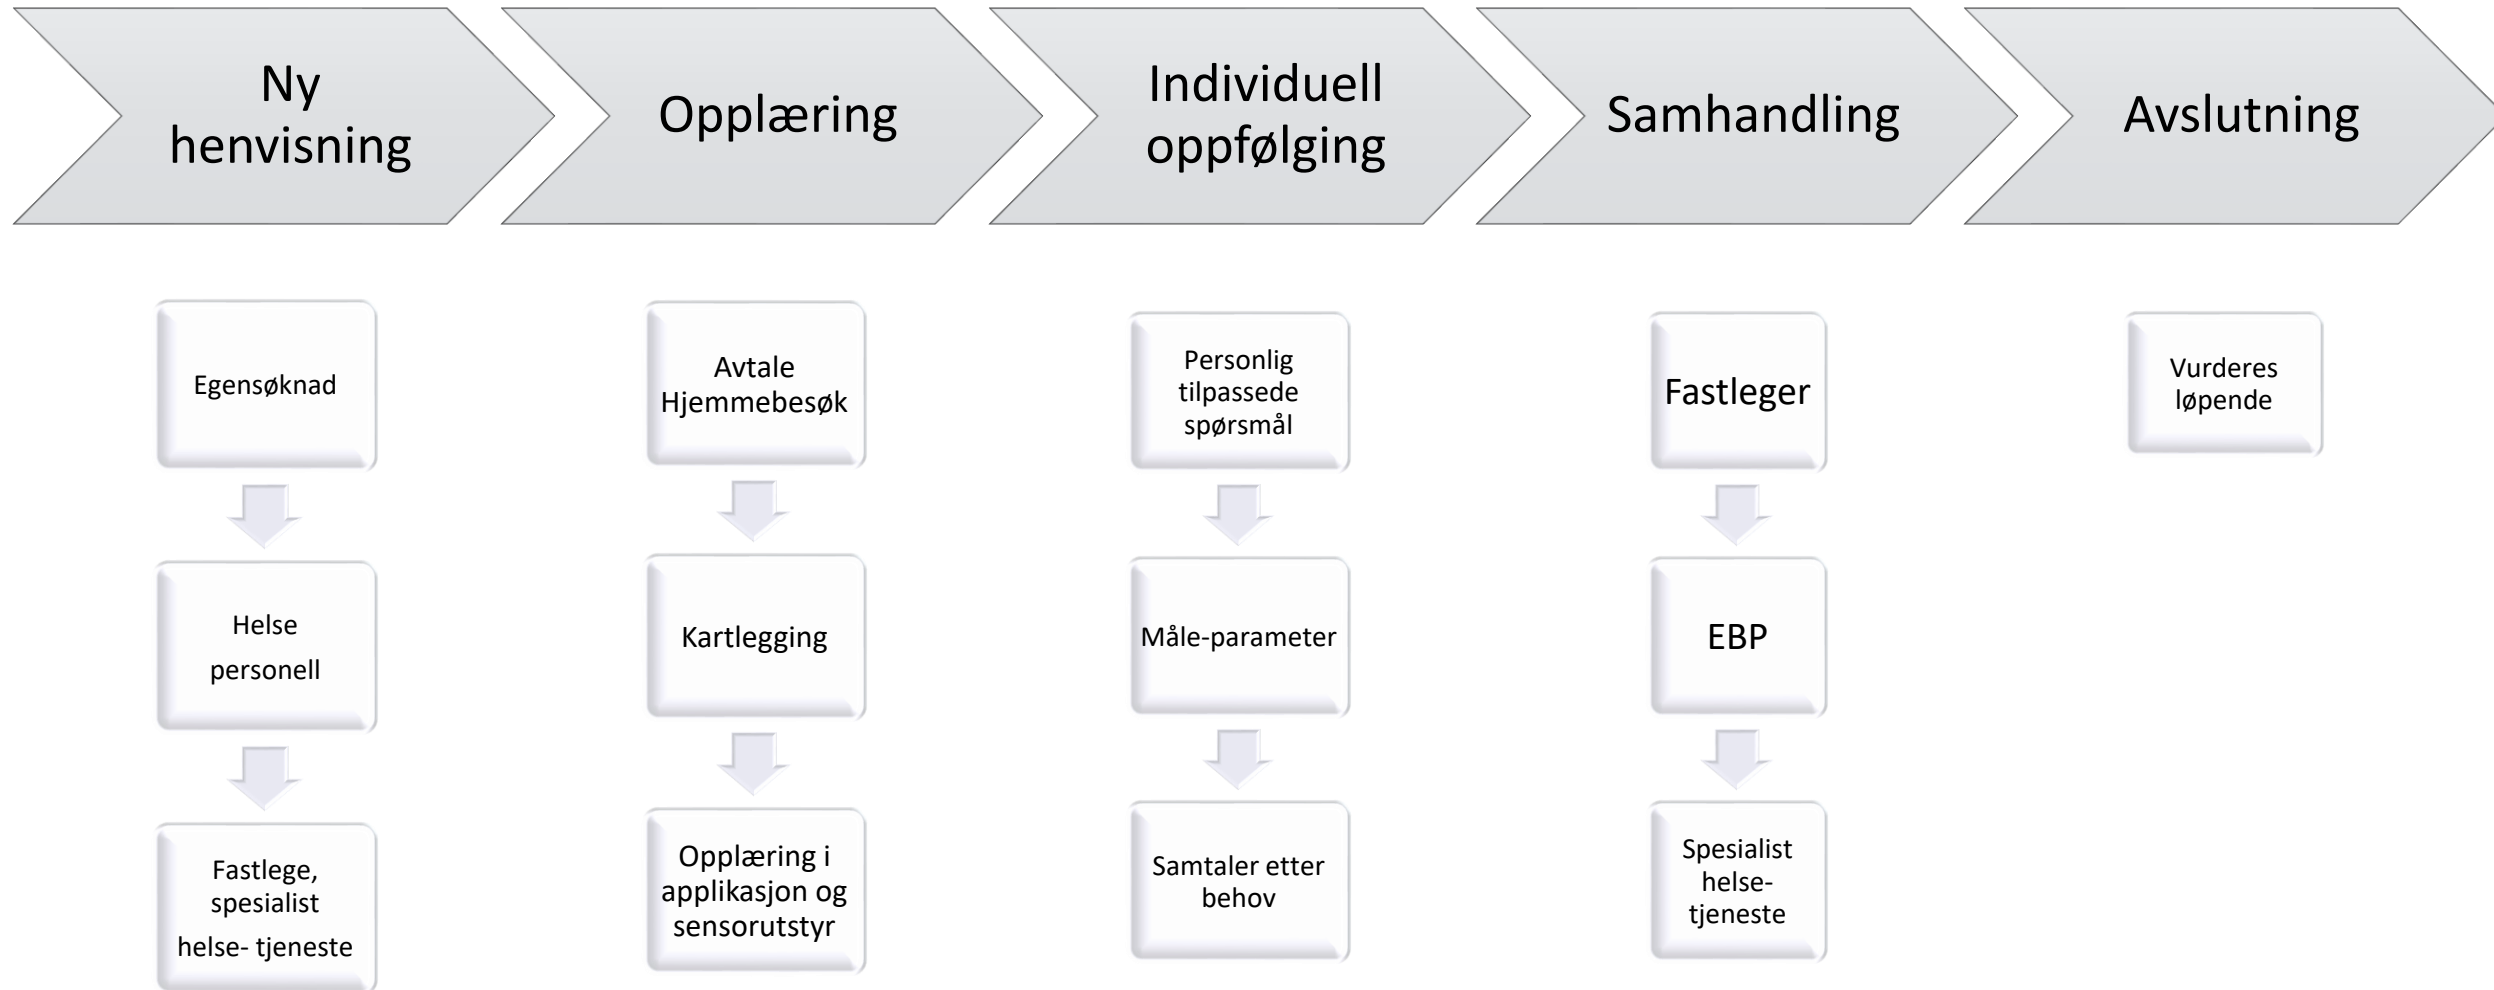 Ny
henvisning
Opplæring
Individuell
oppfølging
Samhandling
Avslutning
Egensøknad
Helse
personell
Fastlege,
spesialist
helse- tjeneste
Avtale
Hjemmebesøk
Kartlegging
Opplæring i
applikasjon og
sensorutstyr
Personlig
tilpassede
spørsmål
Måle-parameter
Samtaler etter
behov
Fastleger
EBP
Spesialist
helse-
tjeneste
Vurderes
løpende